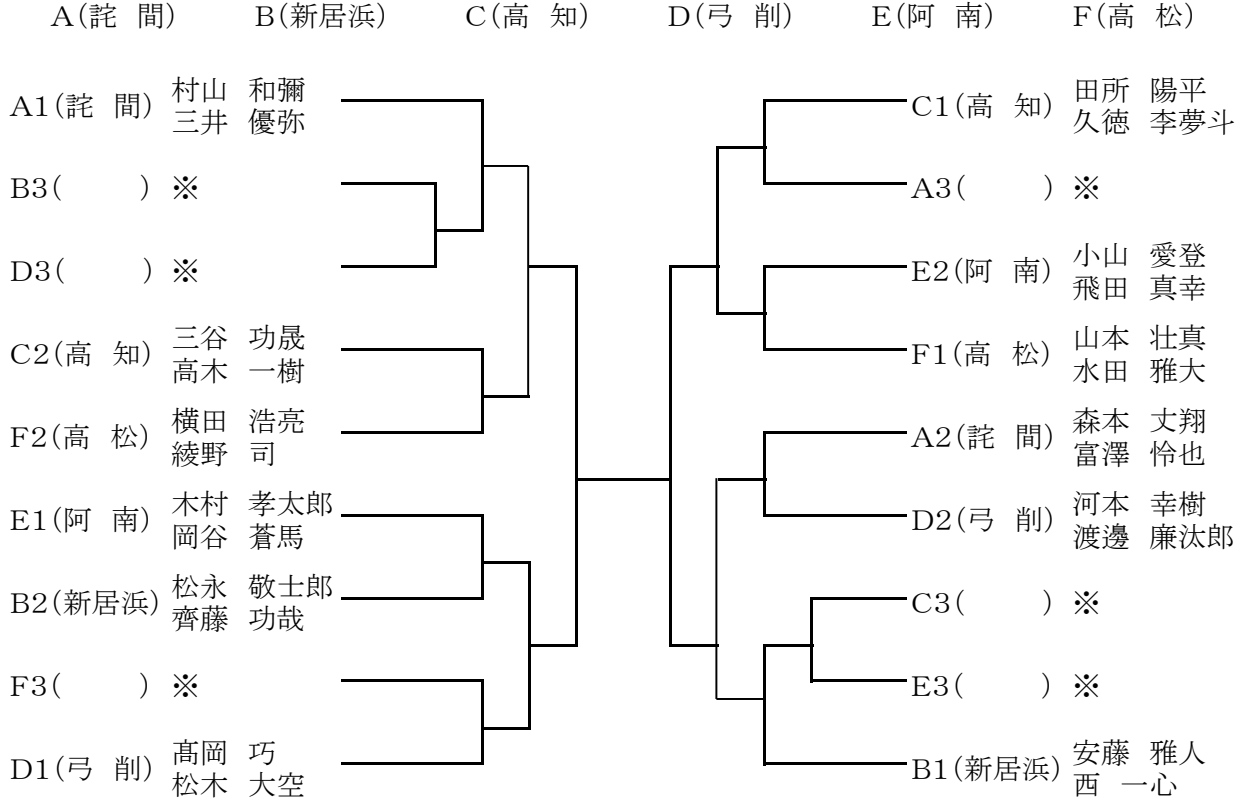 A(詫 間) B(新居浜) C(高 知) D(弓 削) E(阿 南) F(高 松)
A1(詫 間) 村山 和彌
三井 優弥
B3( ) ※
D3( ) ※
C2(高 知) 三谷 功晟
高木 一樹
F2(高 松) 横田 浩亮
綾野 司
E1(阿 南) 木村 孝太郎
岡谷 蒼馬
B2(新居浜) 松永 敬士郎
齊藤 功哉
F3( ) ※
D1(弓 削) 髙岡 巧
松木 大空
C1(高 知) 田所 陽平
久徳 李夢斗
A3( ) ※
E2(阿 南) 小山 愛登
飛田 真幸
F1(高 松) 山本 壮真
水田 雅大
A2(詫 間) 森本 丈翔
富澤 怜也
D2(弓 削) 河本 幸樹
渡邊 廉汰郎
C3( ) ※
E3( ) ※
B1(新居浜) 安藤 雅人
西 一心